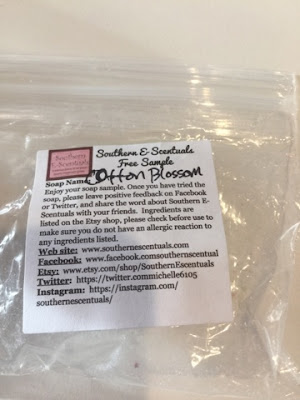 Southern
E-Scentuals
Southern E-Scentuals
Free Sample
Soap Name: Cotton Blossom
Enjoy your soap sample. Once you have tried the
soap, please leave positive feedback on Facebook
or Twitter, and share the word about Southern E-
Scentuals with your friends. Ingredients are
listed on the Etsy shop, please check before use to
make sure you do not have an allergic reaction to
any ingredients listed.
Web site: www.southernescentuals.com
Facebook: www.facebook.comsouthernscentual
Etsy: www.etsy.com/shop/SouthernEscentuals
Twitter: https://twitter.commichelle6105
Instagram: https://instagram.com/
southernescentuals/